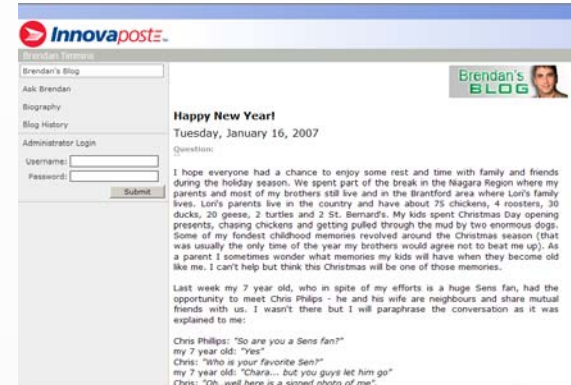 Innovapost
Brendan Timmins
Brendan's Blog
Ask Brendan
Biography
Blog History
Administrator Login
Username:
Password:
Submit
Brendan's
BLOG
Happy New Year!
Tuesday, January 16, 2007
Question:
I hope everyone had a chance to enjoy some rest and time with family and friends
during the holiday season. We spent part of the break in the Niagara Region where my
parents and most of my brothers still live and in the Brantford area where Lori's family
lives. Lori's parents live in the country and have about 75 chickens, 4 roosters, 30
ducks, 20 geese, 2 turtles and 2 St. Bernard's. My kids spent Christmas Day opening
presents, chasing chickens and getting pulled through the mud by two enormous dogs.
Some of my fondest childhood memories revolved around the Christmas season (that
was usually the only time of the year my brothers would agree not to beat me up). As
a parent I sometimes wonder what memories my kids will have when they become old
like me. I can't help but think this Christmas will be one of those memories.
Last week my 7 year old, who in spite of my efforts is a huge Sens fan, had the
opportunity to meet Chris Philips - he and his wife are neighbours and share mutual
friends with us. I wasn't there but I will paraphrase the conversation as it was
explained to me:
Chris Phillips: "So are you a Sens fan?"
my 7 year old: "Yes"
Chris: "Who is your favorite Sen?"
my 7 year old: "Chara... but you guys let him go"
Chris: "Oh, well here is a signed photo of me".